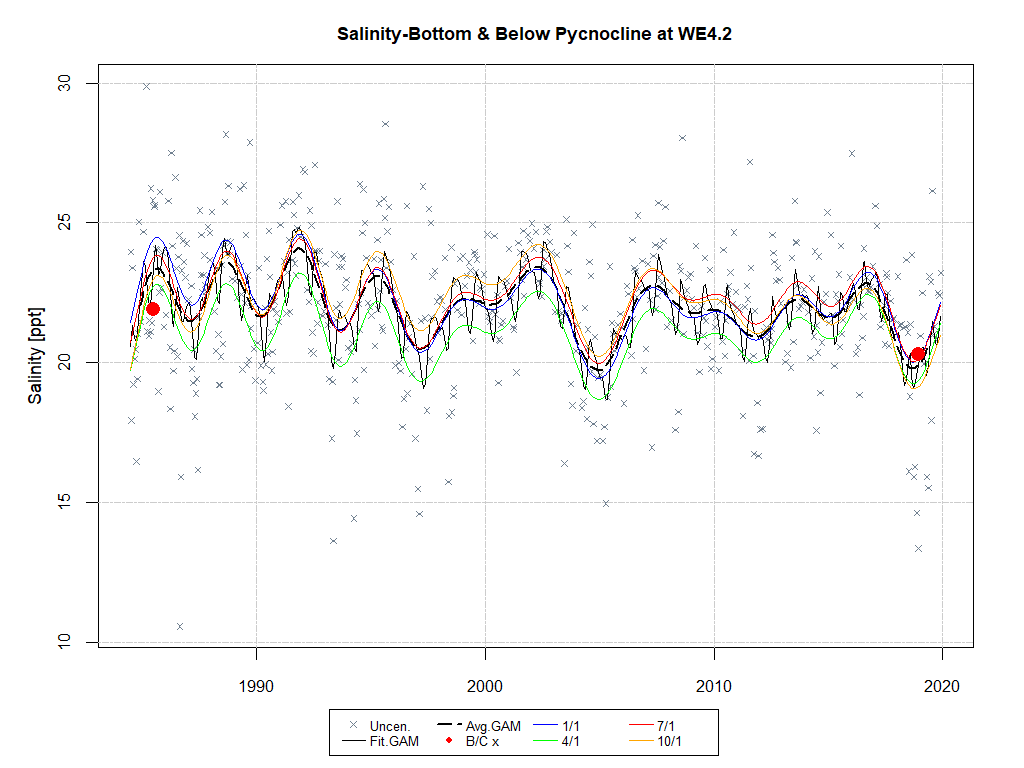 Salinity-Bottom & Below Pycnocline at WE4.2
Salinity [ppt]
30
25
20
15
10
1990 2000 2010 2020
Uncen. Avg.GAM 1/1 7/1
Fit.GAM B/C x 4/1 10/1